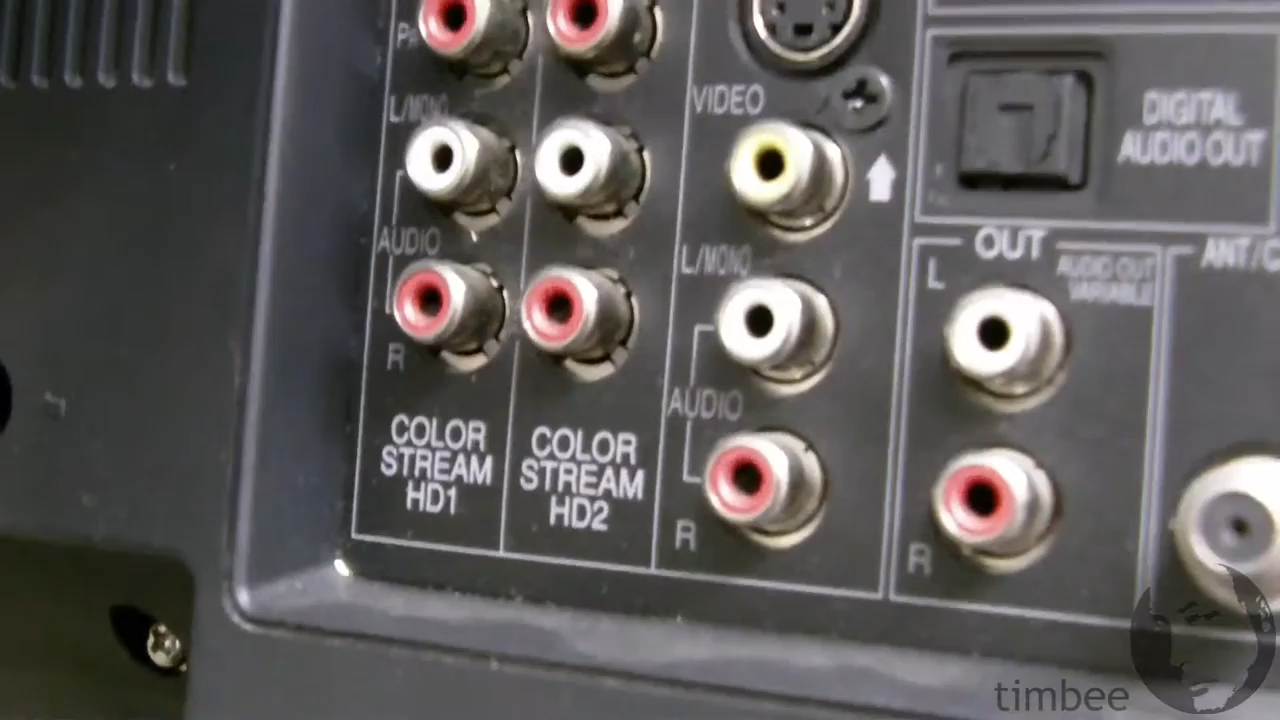 L/MONO
AUDIO
R
COLOR
STREAM
HD1
COLOR
STREAM
HD2
VIDEO
L/MONO
AUDIO
R
DIGITAL
AUDIO OUT
OUT
L
AUDIO OUT
VARIABLE
R
ANT/C
timbee